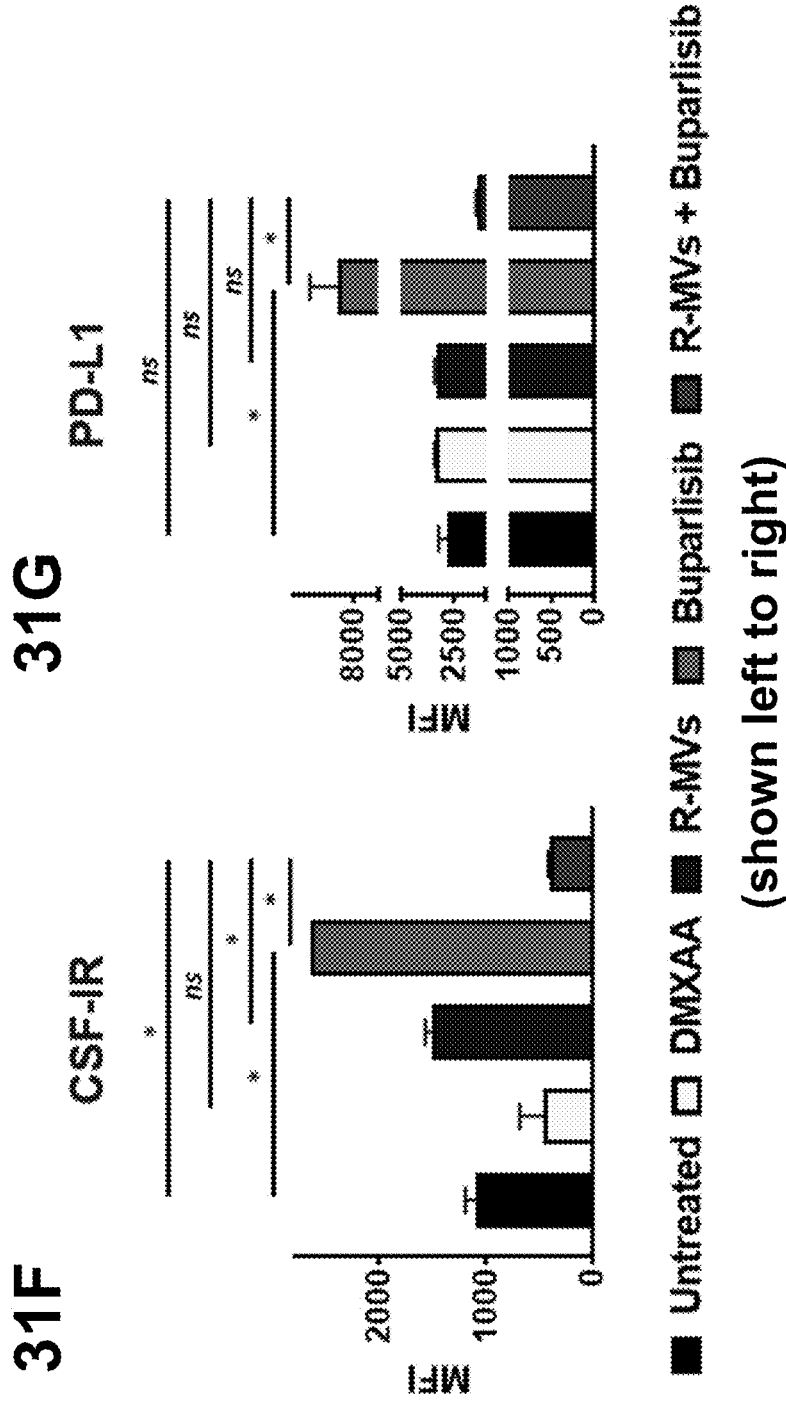 31F
CSF-IR
*
ns
*
*
*
MFI
2000
1000
0
31G
PD-L1
ns
ns
ns
*
*
MFI
8000
5000
2500
1000
500
0
Untreated DMXAA R-MVs Buparlisib R-MVs + Buparlisib
(shown left to right)